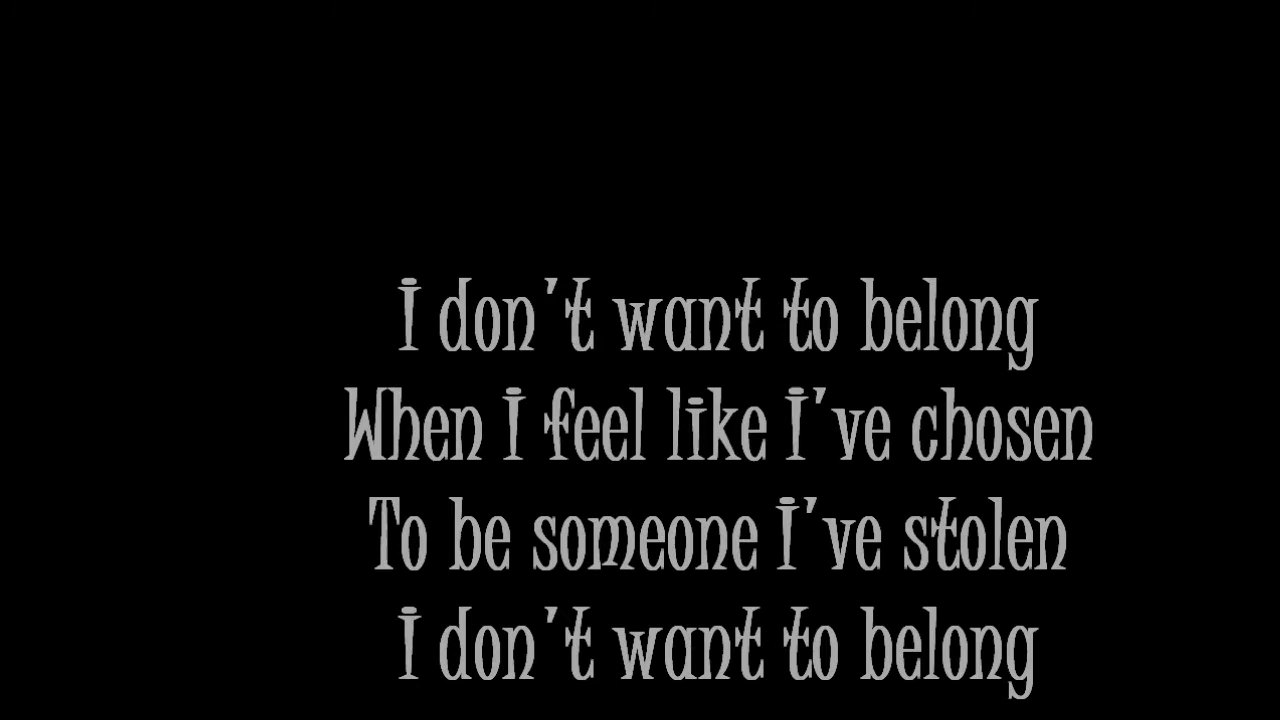 I don't want to belong
When I feel like I've chosen
To be someone I've stolen
I don't want to belong